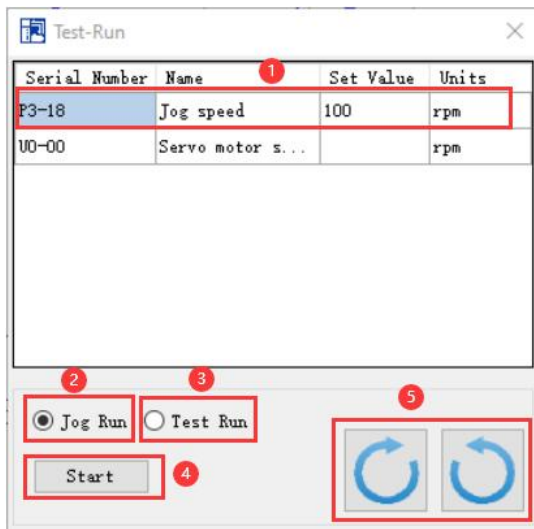 Test-Run
Serial Number Name 1 Set Value Units
P3-18 Jog speed 100 rpm
U0-00 Servo motor s... rpm
2 3
Jog Run Test Run 5
Start 4